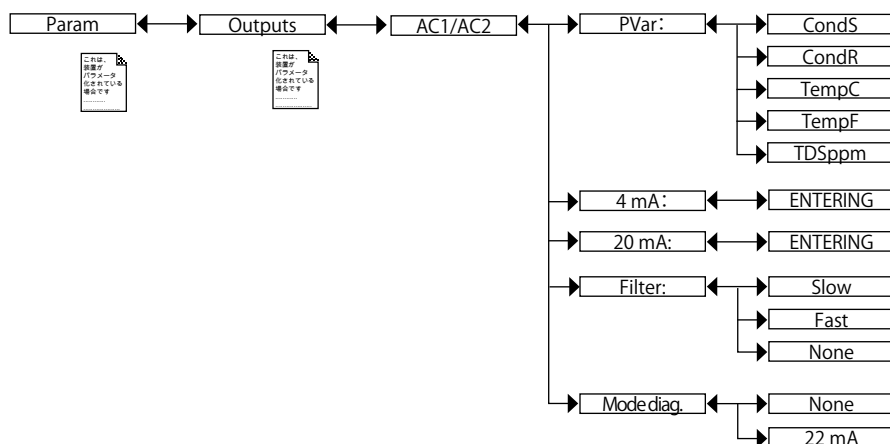 Param
Outputs
AC1/AC2
PVar:
CondS
CondR
TempC
TempF
TDSppm
これは、
装置が
パラメータ
化されている
場合です
............
....................
これは、
装置が
パラメータ
化されている
場合です
............
....................
4 mA:
ENTERING
20 mA:
ENTERING
Filter:
Slow
Fast
None
Mode diag.
None
22 mA